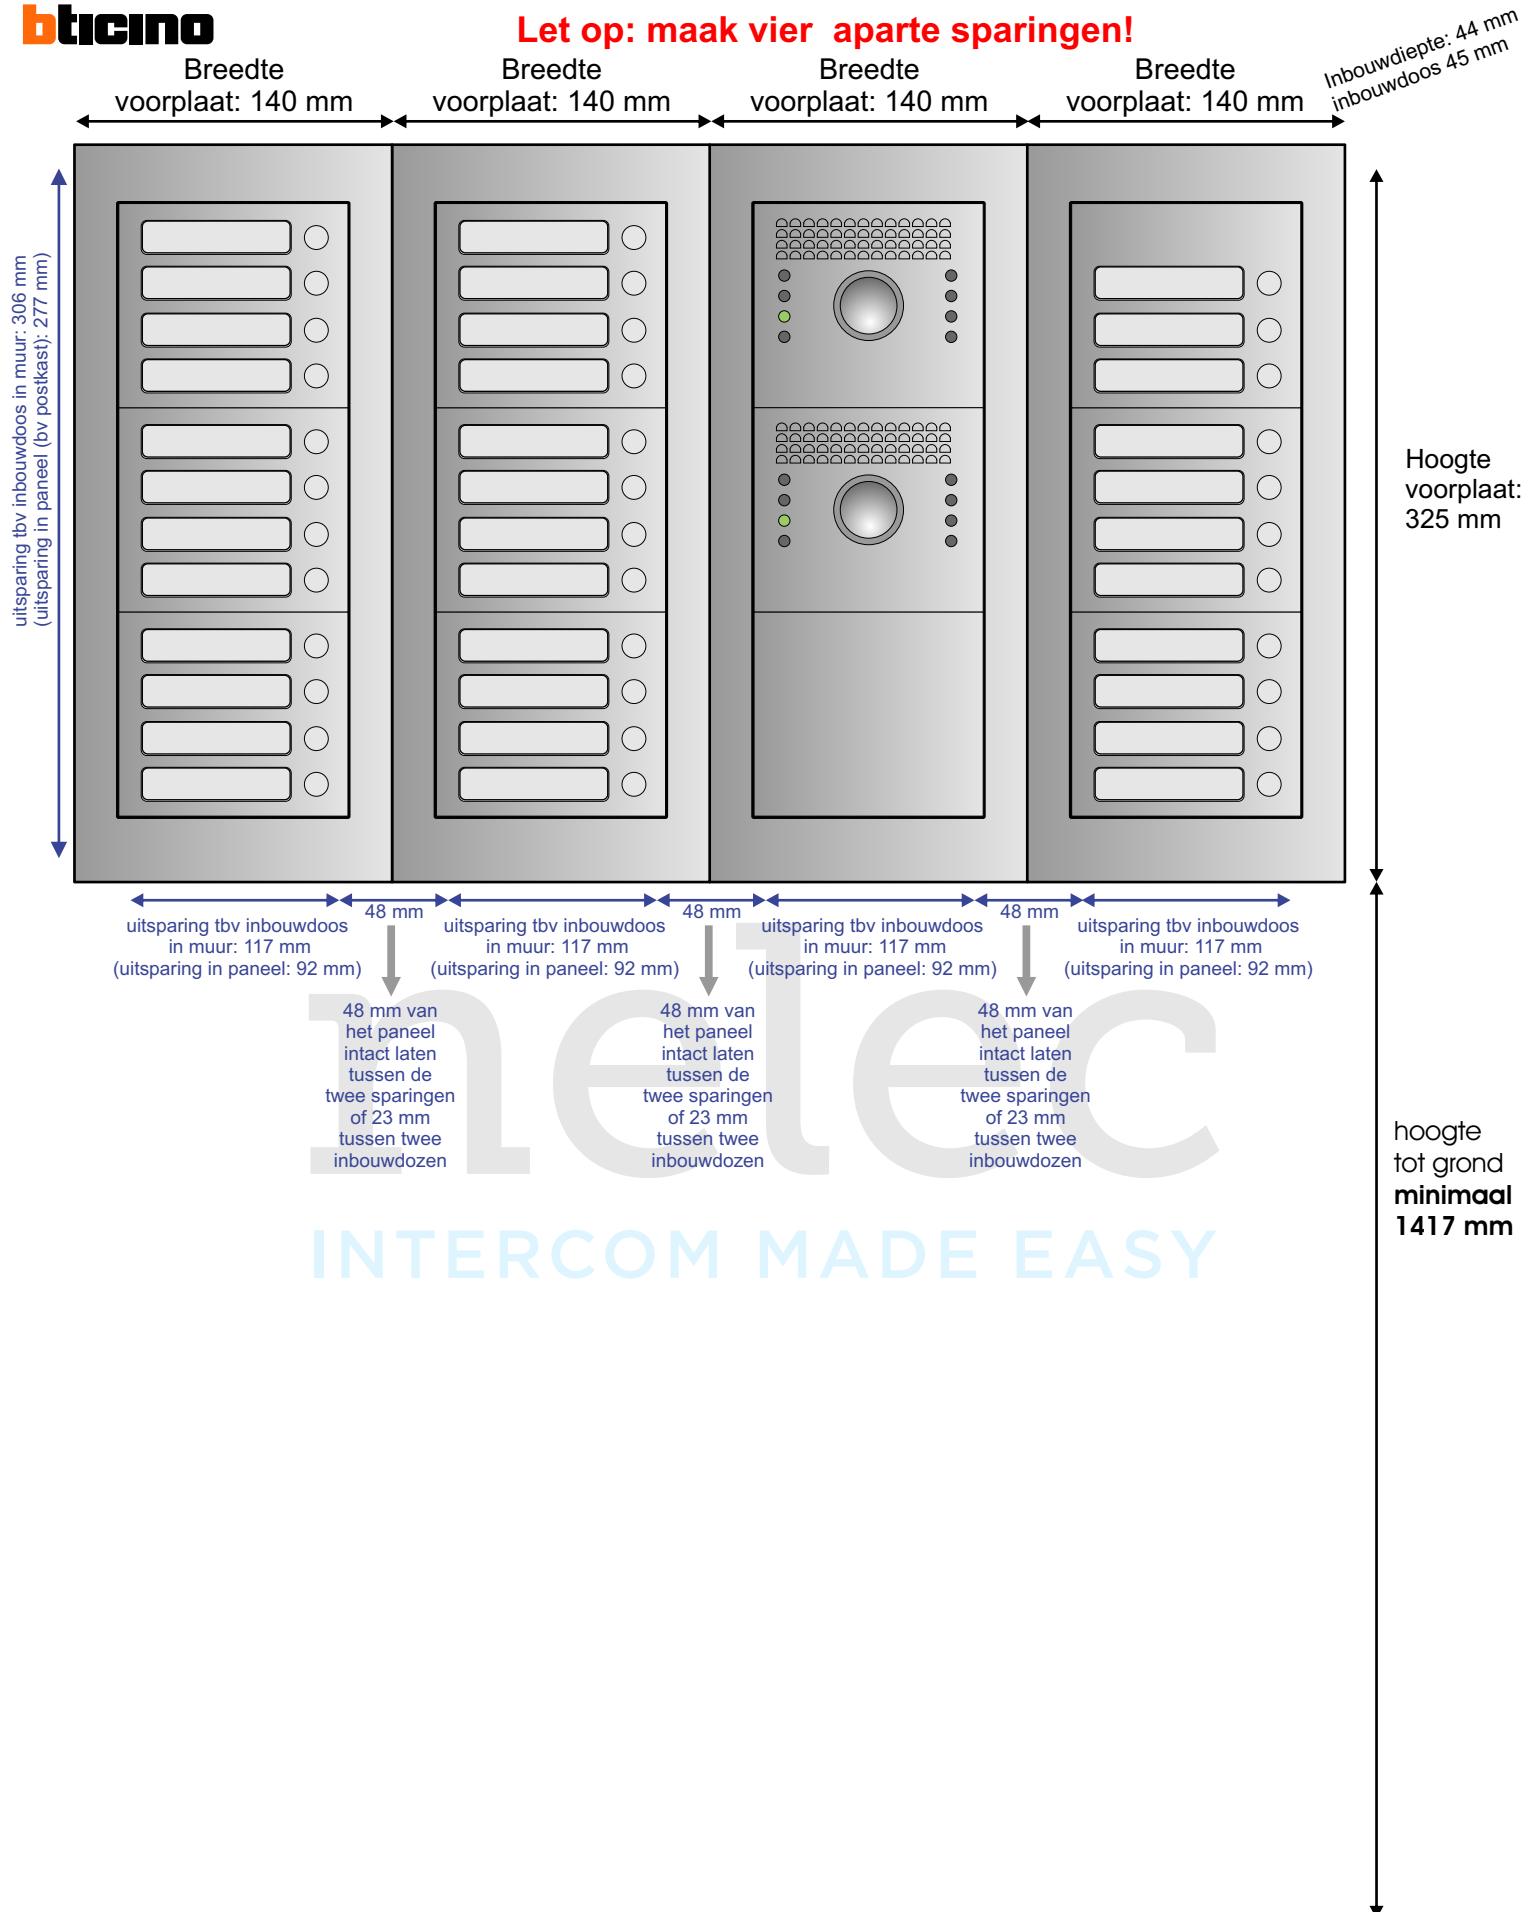 bticino
Let op: maak vier aparte sparingen!
Inbouwdiepte: 44 mm
inbouwdoos 45 mm
Breedte
voorplaat: 140 mm
Breedte
voorplaat: 140 mm
Breedte
voorplaat: 140 mm
Breedte
voorplaat: 140 mm
uitsparing tbv inbouwdoos in muur: 306 mm
(uitsparing in paneel (bv postkast): 277 mm)
Hoogte
voorplaat:
325 mm
uitsparing tbv inbouwdoos
in muur: 117 mm
(uitsparing in paneel: 92 mm)
48 mm
uitsparing tbv inbouwdoos
in muur: 117 mm
(uitsparing in paneel: 92 mm)
48 mm
uitsparing tbv inbouwdoos
in muur: 117 mm
(uitsparing in paneel: 92 mm)
48 mm
uitsparing tbv inbouwdoos
in muur: 117 mm
(uitsparing in paneel: 92 mm)
48 mm van
het paneel
intact laten
tussen de
twee sparingen
of 23 mm
tussen twee
inbouwdozen
48 mm van
het paneel
intact laten
tussen de
twee sparingen
of 23 mm
tussen twee
inbouwdozen
48 mm van
het paneel
intact laten
tussen de
twee sparingen
of 23 mm
tussen twee
inbouwdozen
nelec
INTERCOM MADE EASY
hoogte
tot grond
minimaal
1417 mm